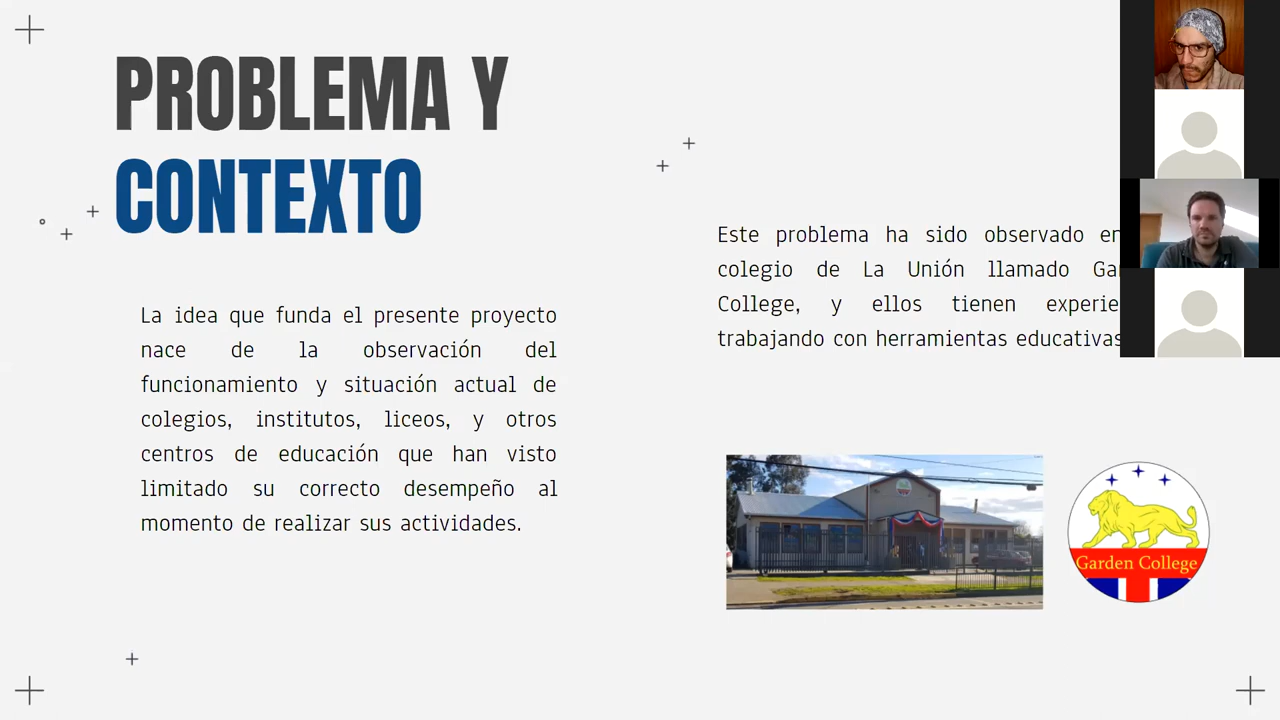 PROBLEMA Y
CONTEXTO
La idea que funda el presente proyecto
nace de la observación del
funcionamiento y situación actual de
colegios, institutos, liceos, y otros
centros de educación que han visto
limitado su correcto desempeño al
momento de realizar sus actividades.
Este problema ha sido observado
colegio de La Unión llamado
College, y ellos tienen
trabajando con herramientas educativas
Garden College